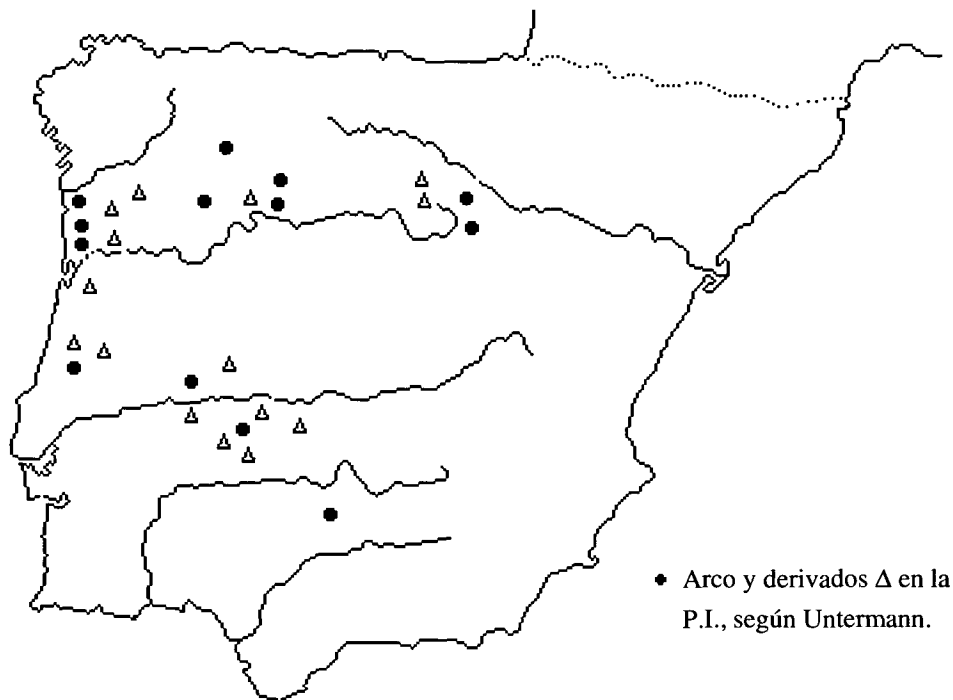 ● Arco y derivados Δ en la
P.I., según Untermann.